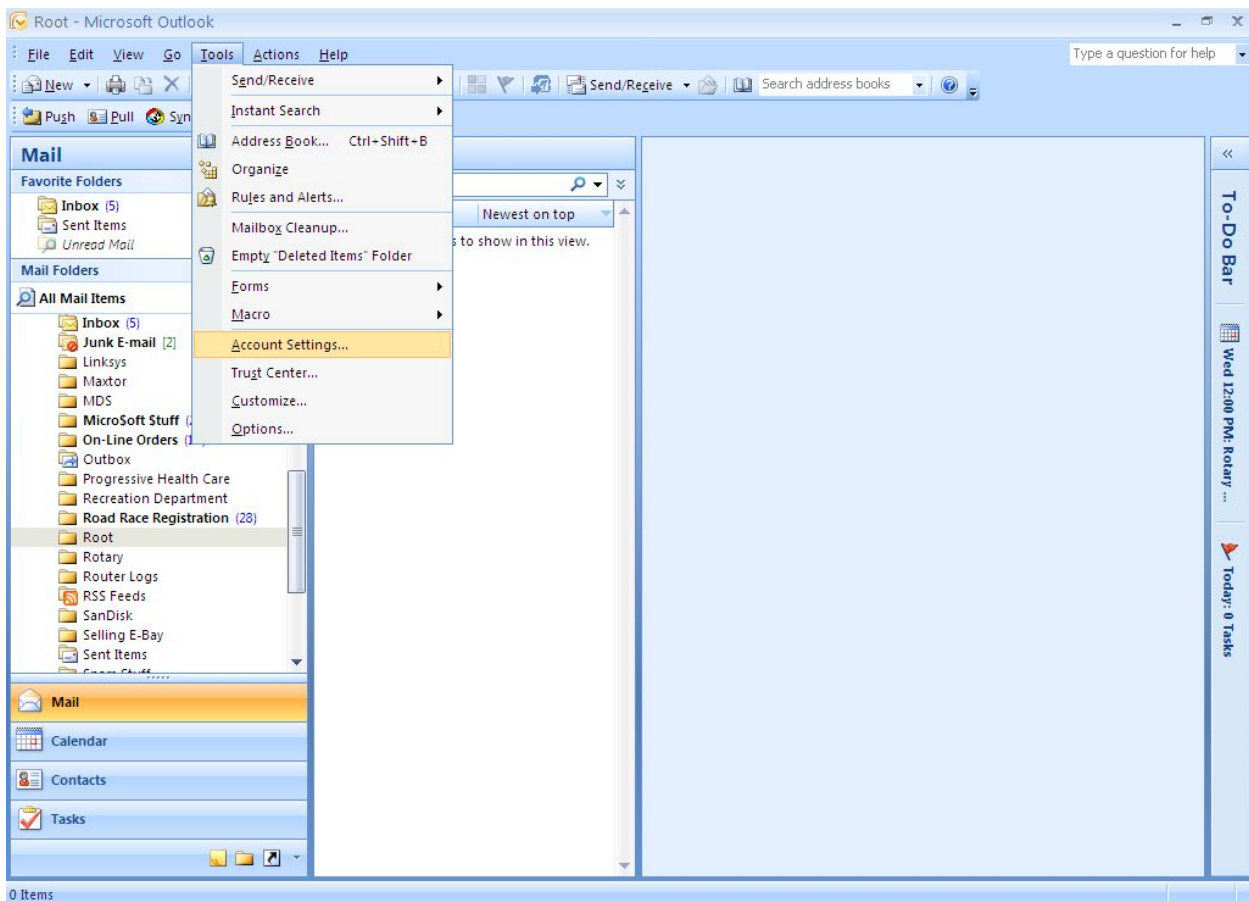 Root - Microsoft Outlook
File Edit View Go Tools Actions Help
Type a question for help
New
Send/Receive
Search address books
Push Pull
Send/Receive
Instant Search
Address Book... Ctrl+Shift+B
Organize
Rules and Alerts...
Mailbox Cleanup...
Empty "Deleted Items" Folder
Forms
Macro
Account Settings...
Trust Center...
Customize...
Options...
Mail
Favorite Folders
Inbox (5)
Sent Items
Unread Mail
Mail Folders
All Mail Items
Inbox (5)
Junk E-mail [2]
Linksys
Maxtor
MDS
Micro$oft $tuff
On-Line Orders
Outbox
Progressive Health Care
Recreation Department
Road Race Registration (28)
Root
Rotary
Router Logs
RSS Feeds
SanDisk
Selling E-Bay
Sent Items
Mail
Calendar
Contacts
Tasks
Newest on top
to show in this view.
To-Do Bar
Wed 12:00 PM: Rotary ...
Today: 0 Tasks
0 Items